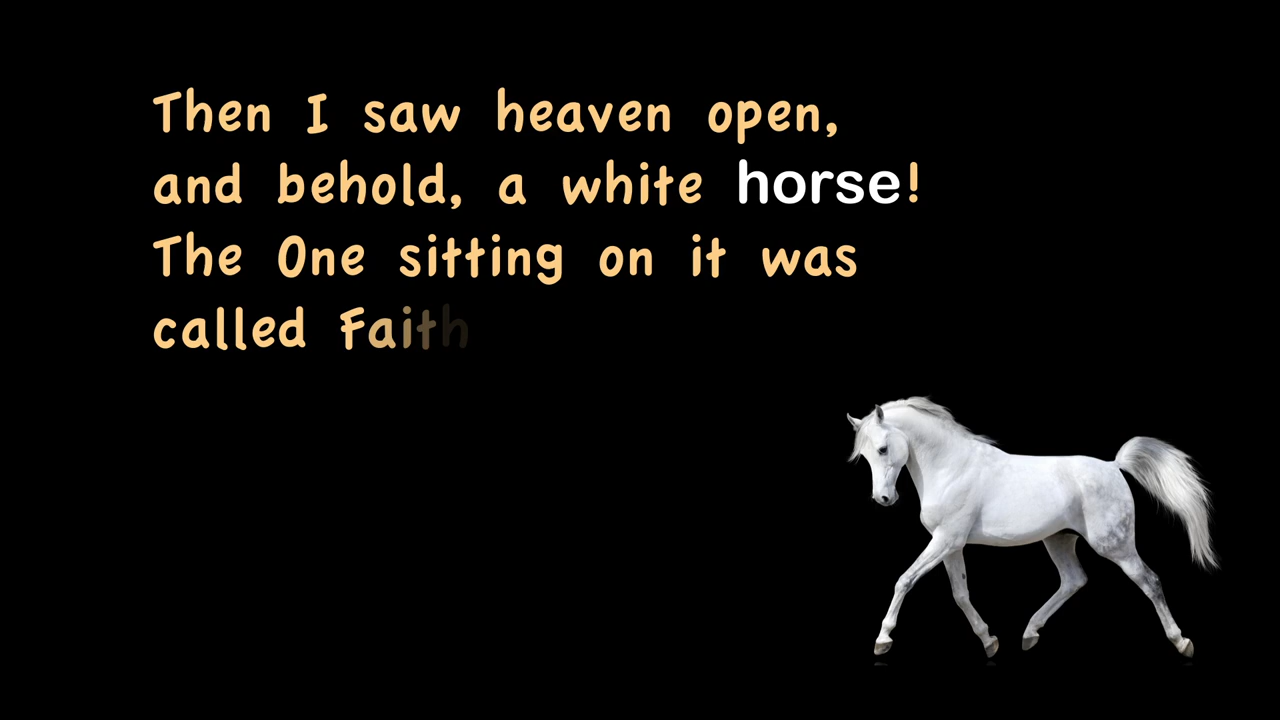 Then I saw heaven open,
and behold, a white horse!
The One sitting on it was
called Faith